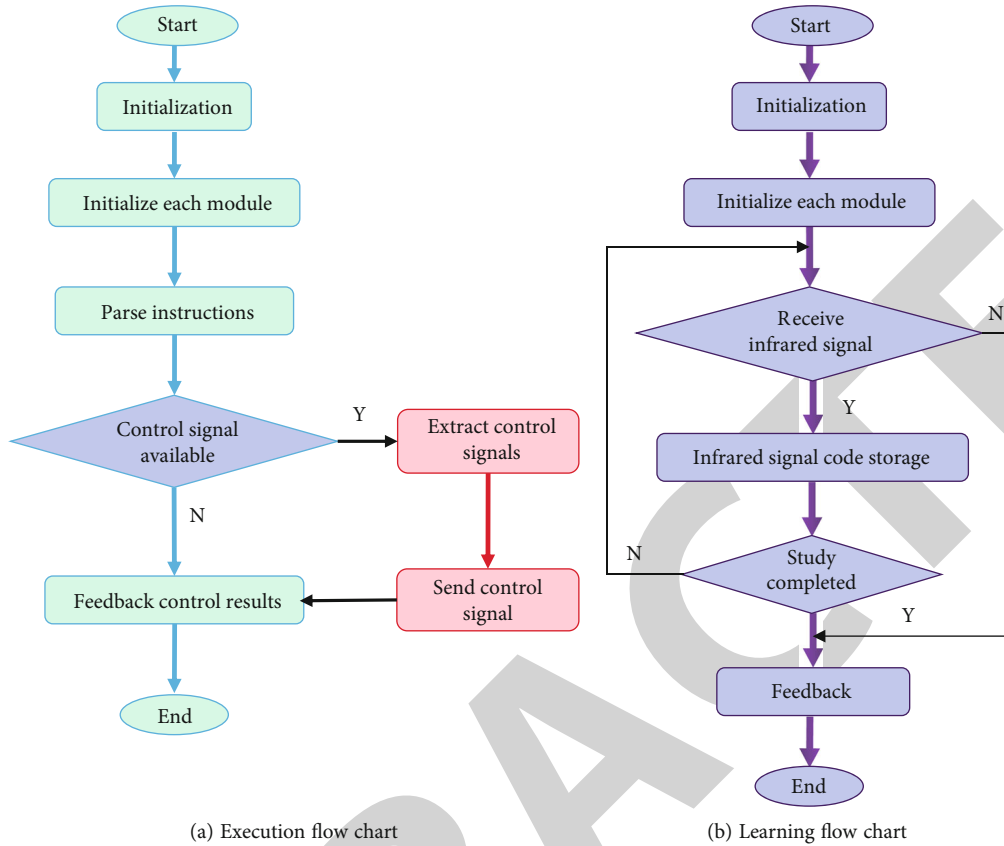 Start
Initialization
Initialize each module
Parse instructions
Control signal
available
Y
Extract control
signals
N
Send control
signal
Feedback control results
End
(a) Execution flow chart
Start
Initialization
Initialize each module
Receive
infrared signal
N
Y
Infrared signal code storage
Study
completed
N
Y
Feedback
End
(b) Learning flow chart